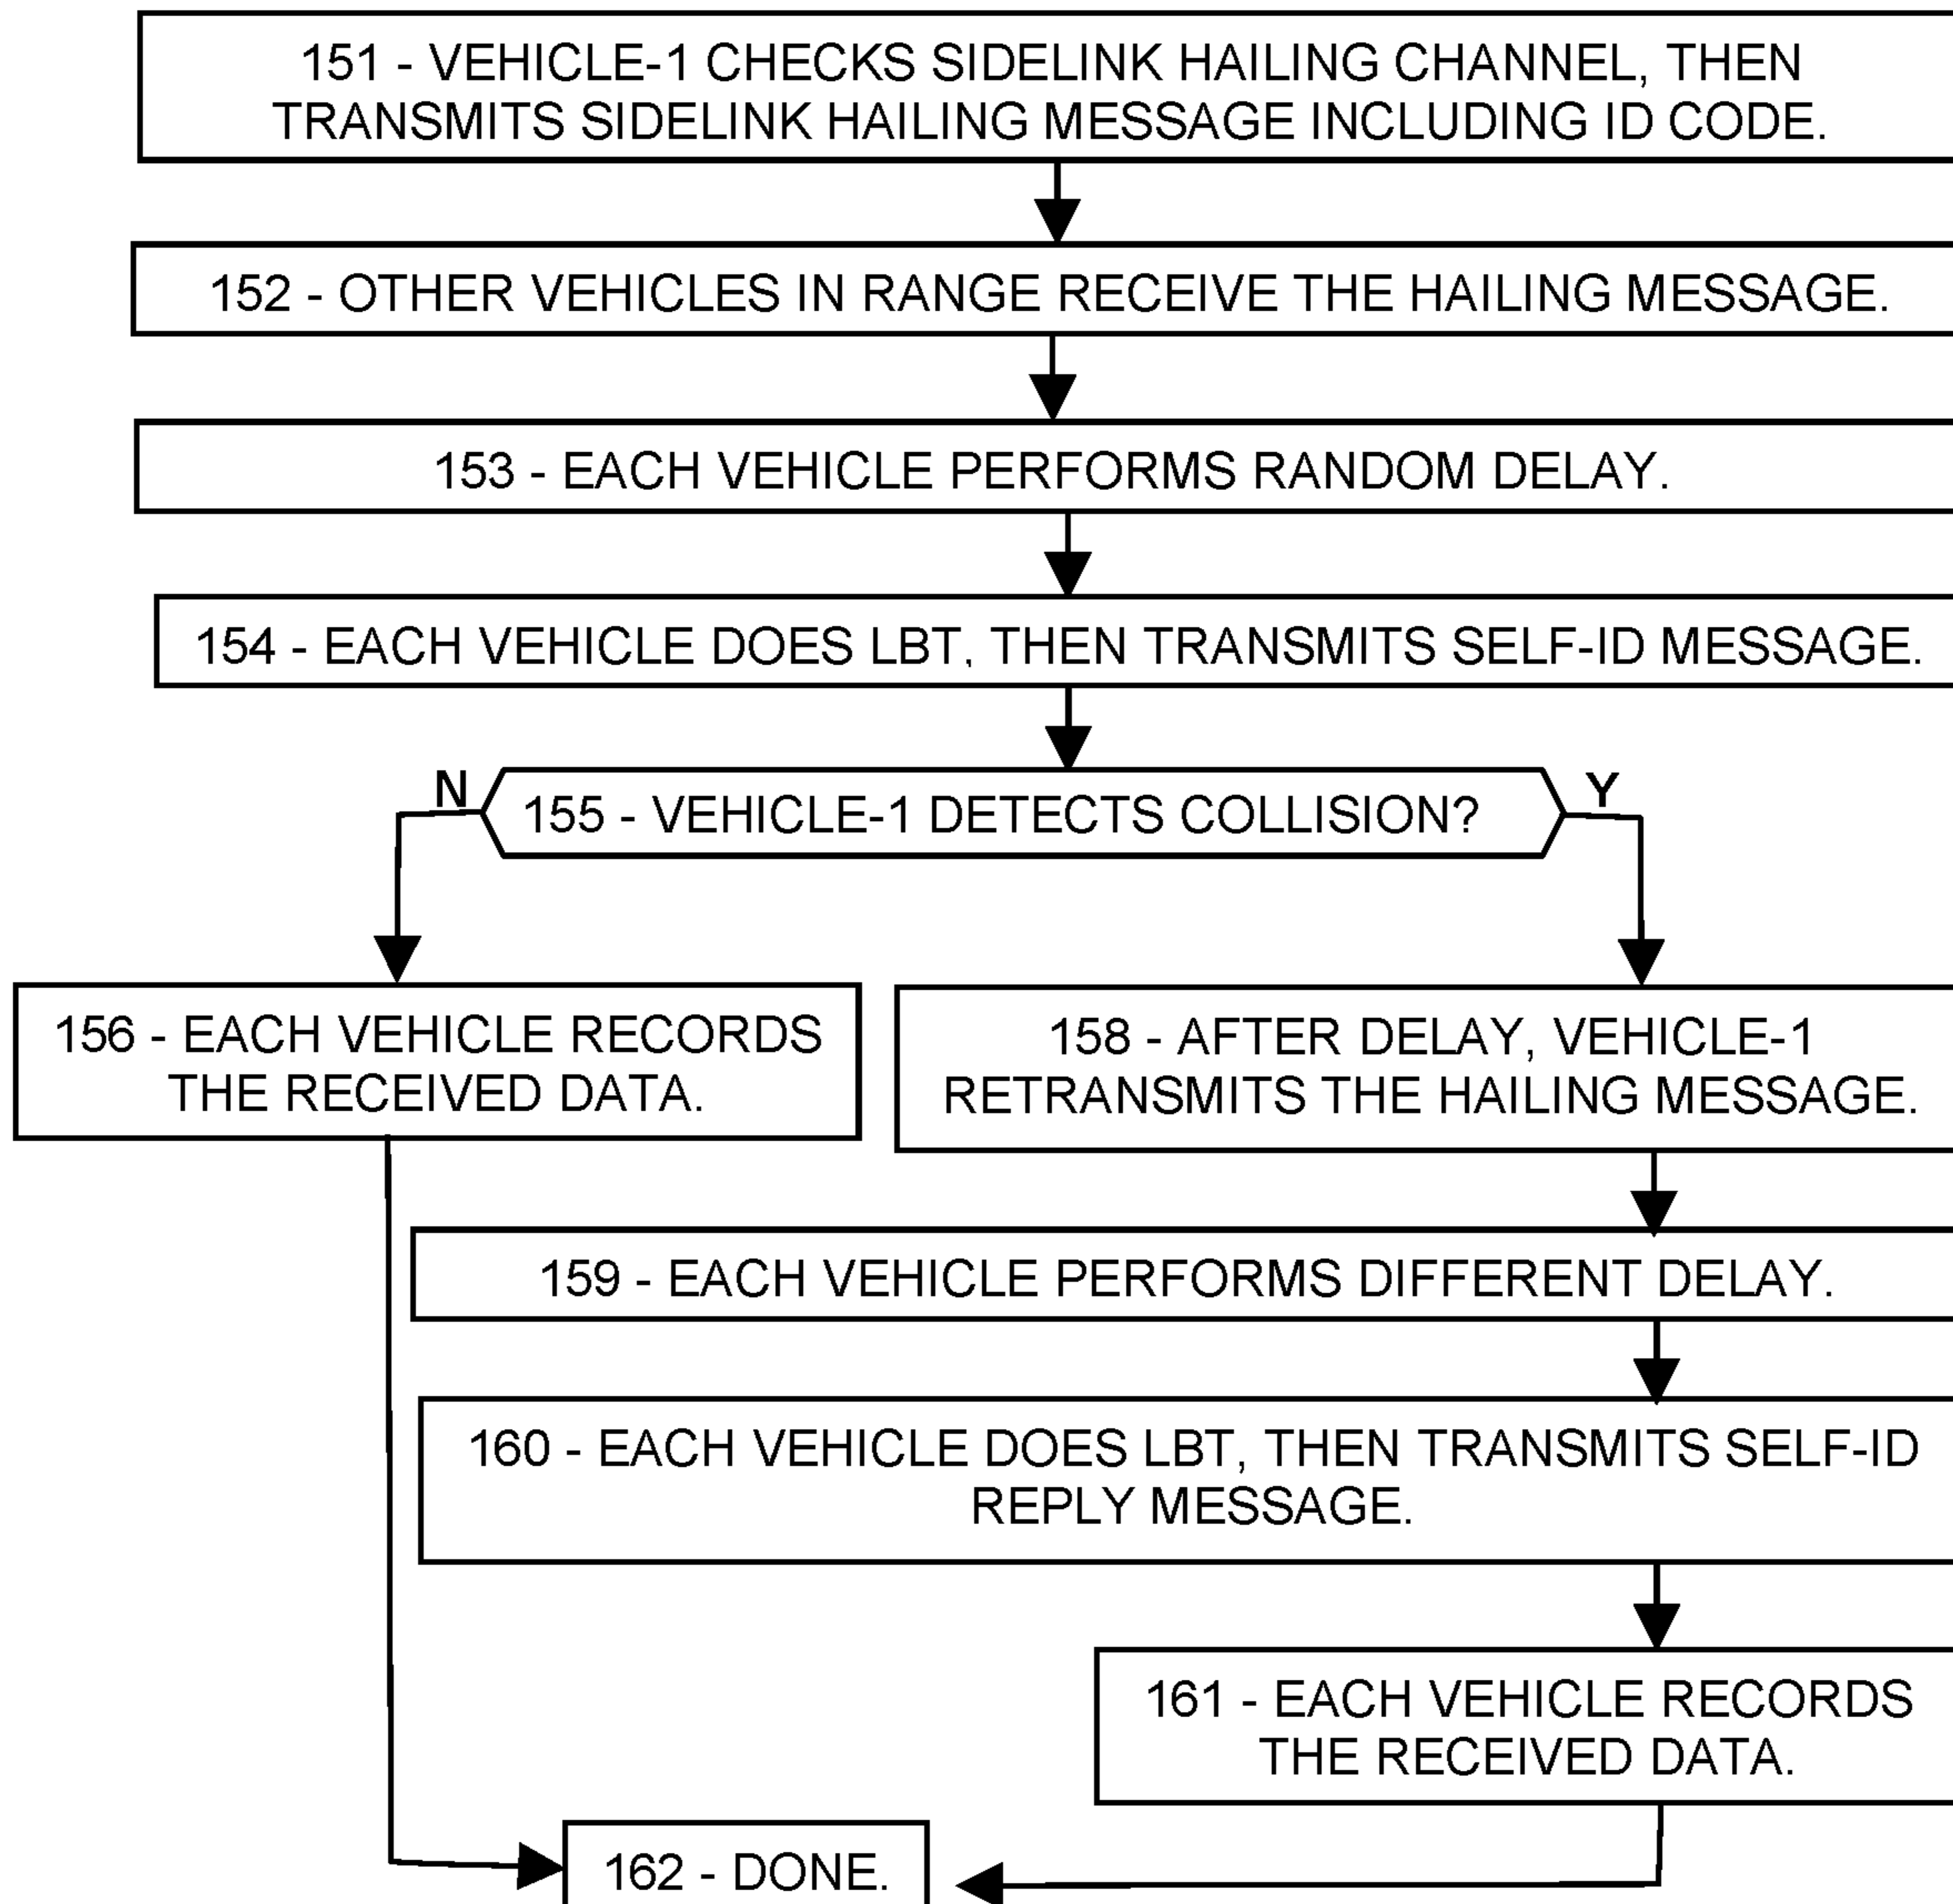 151 - VEHICLE-1 CHECKS SIDELINK HAILING CHANNEL, THEN
TRANSMITS SIDELINK HAILING MESSAGE INCLUDING ID CODE.
152 - OTHER VEHICLES IN RANGE RECEIVE THE HAILING MESSAGE.
153 - EACH VEHICLE PERFORMS RANDOM DELAY.
154 - EACH VEHICLE DOES LBT, THEN TRANSMITS SELF-ID MESSAGE.
N
155 - VEHICLE-1 DETECTS COLLISION?
Y
156 - EACH VEHICLE RECORDS
THE RECEIVED DATA.
158 - AFTER DELAY, VEHICLE-1
RETRANSMITS THE HAILING MESSAGE.
159 - EACH VEHICLE PERFORMS DIFFERENT DELAY.
160 - EACH VEHICLE DOES LBT, THEN TRANSMITS SELF-ID
REPLY MESSAGE.
161 - EACH VEHICLE RECORDS
THE RECEIVED DATA.
162 - DONE.